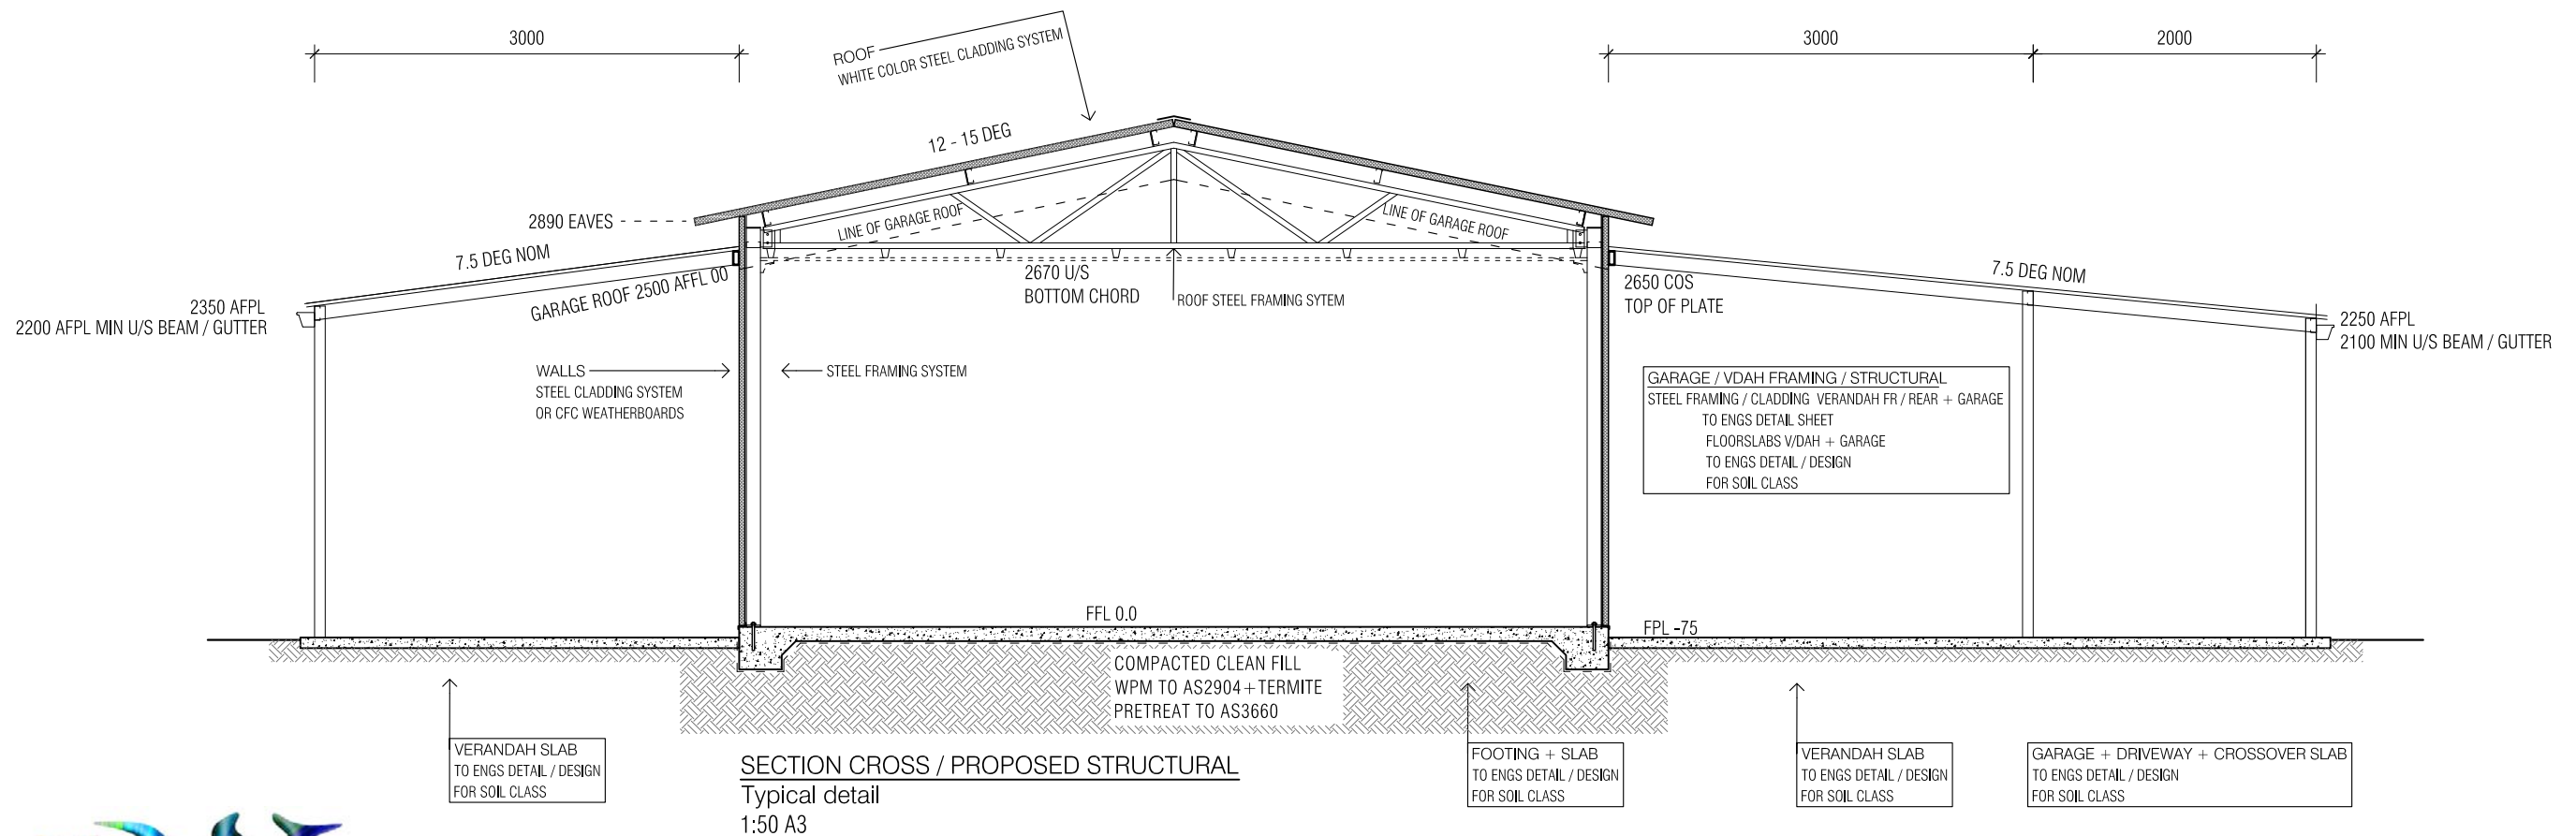 3000
3000
2000
ROOF
WHITE COLOR STEEL CLADDING SYSTEM
12 - 15 DEG
2890 EAVES
LINE OF GARAGE ROOF
LINE OF GARAGE ROOF
7.5 DEG NOM
7.5 DEG NOM
GARAGE ROOF 2500 AFFL 00
2670 U/S
BOTTOM CHORD
ROOF STEEL FRAMING SYTEM
2650 COS
TOP OF PLATE
2350 AFPL
2200 AFPL MIN U/S BEAM / GUTTER
2250 AFPL
2100 MIN U/S BEAM / GUTTER
WALLS
STEEL CLADDING SYSTEM
OR CFC WEATHERBOARDS
STEEL FRAMING SYSTEM
GARAGE / VDAH FRAMING / STRUCTURAL
STEEL FRAMING / CLADDING VERANDAH FR / REAR + GARAGE
TO ENGS DETAIL SHEET
FLOORSLABS V/DAH + GARAGE
TO ENGS DETAIL / DESIGN
FOR SOIL CLASS
FFL 0.0
FPL -75
COMPACTED CLEAN FILL
WPM TO AS2904+TERMITE
PRETREAT TO AS3660
VERANDAH SLAB
TO ENGS DETAIL / DESIGN
FOR SOIL CLASS
SECTION CROSS / PROPOSED STRUCTURAL
Typical detail
1:50 A3
FOOTING + SLAB
TO ENGS DETAIL / DESIGN
FOR SOIL CLASS
VERANDAH SLAB
TO ENGS DETAIL / DESIGN
FOR SOIL CLASS
GARAGE + DRIVEWAY + CROSSOVER SLAB
TO ENGS DETAIL / DESIGN
FOR SOIL CLASS